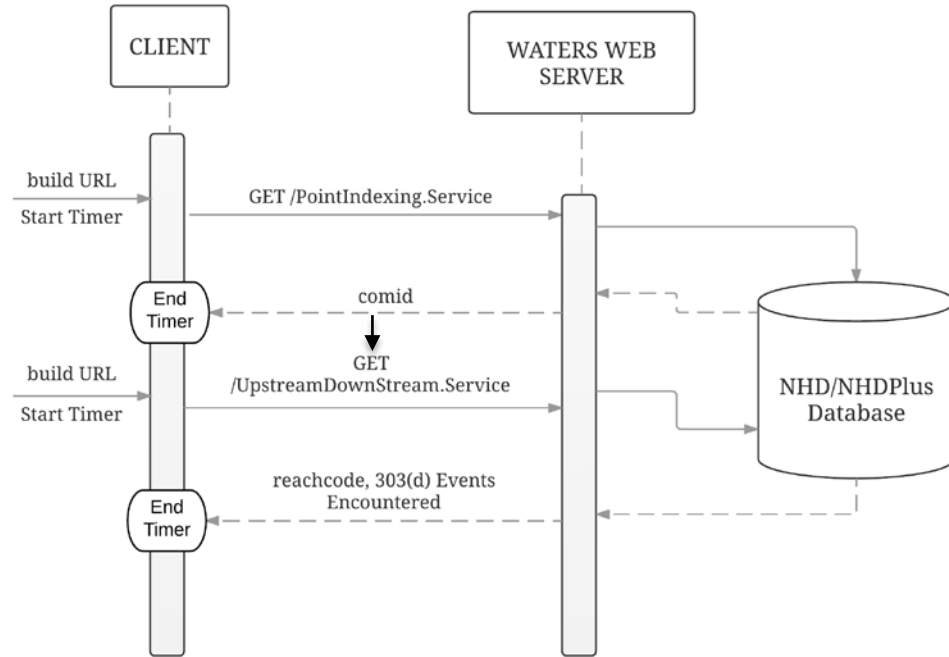 CLIENT
WATERS WEB
SERVER
build URL
Start Timer
GET /PointIndexing.Service
End
Timer
comid
GET
/UpstreamDownStream.Service
build URL
Start Timer
NHD/NHDPlus
Database
reachcode, 303(d) Events
Encountered
End
Timer